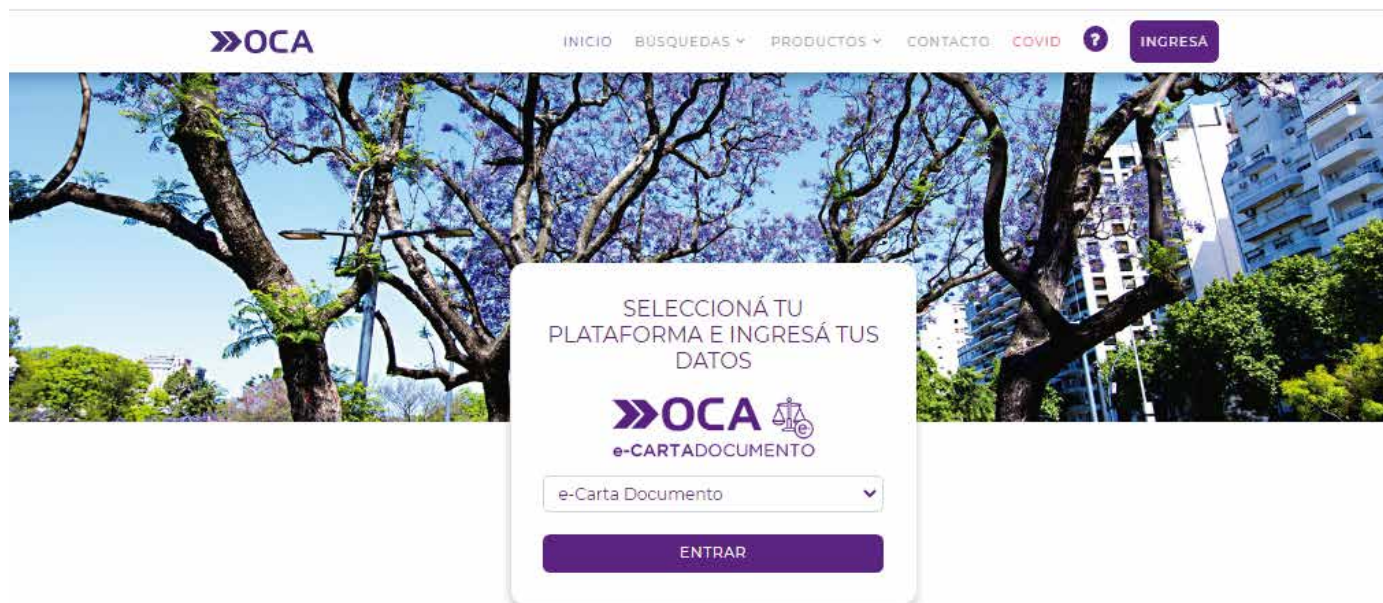 OCA
INICIO BÚSQUEDAS PRODUCTOS CONTACTO COVID ? INGRESÁ
SELECCIONÁ TU
PLATAFORMA E INGRESÁ TUS
DATOS
OCA
e-CARTADOCUMENTO
e-Carta Documento
ENTRAR